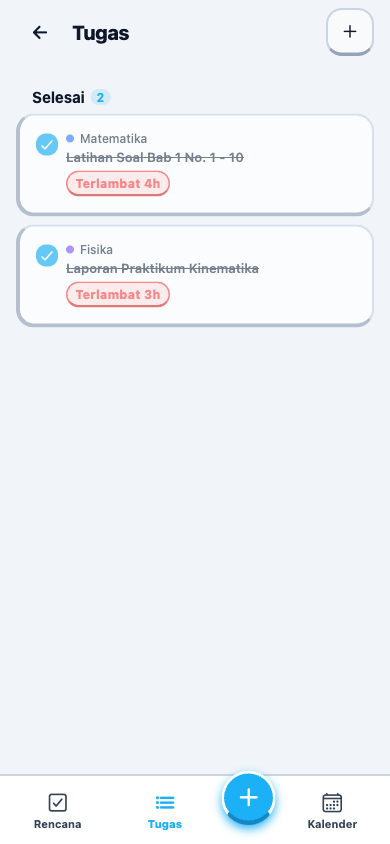 Tugas
Selesai 2
Matematika
Latihan Soal Bab 1 No. 1 - 10
Terlambat 4h
Fisika
Laporan Praktikum Kinematika
Terlambat 3h
Rencana
Tugas
Kalender